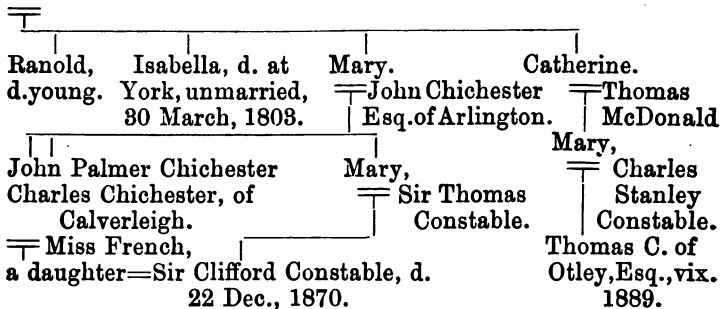 Ranold, Isabella, d. at Mary. Catherine.
d.young. York, unmarried, John Chichester Thomas
30 March, 1803. Esq.of Arlington. McDonald
Mary,
John Palmer Chichester Mary, Charles
Charles Chichester, of Sir Thomas Stanley
Calverleigh. Constable. Constable.
Miss French, Thomas C. of
a daughter=Sir Clifford Constable, d. Otley,Esq.,vix.
22 Dec., 1870. 1889.